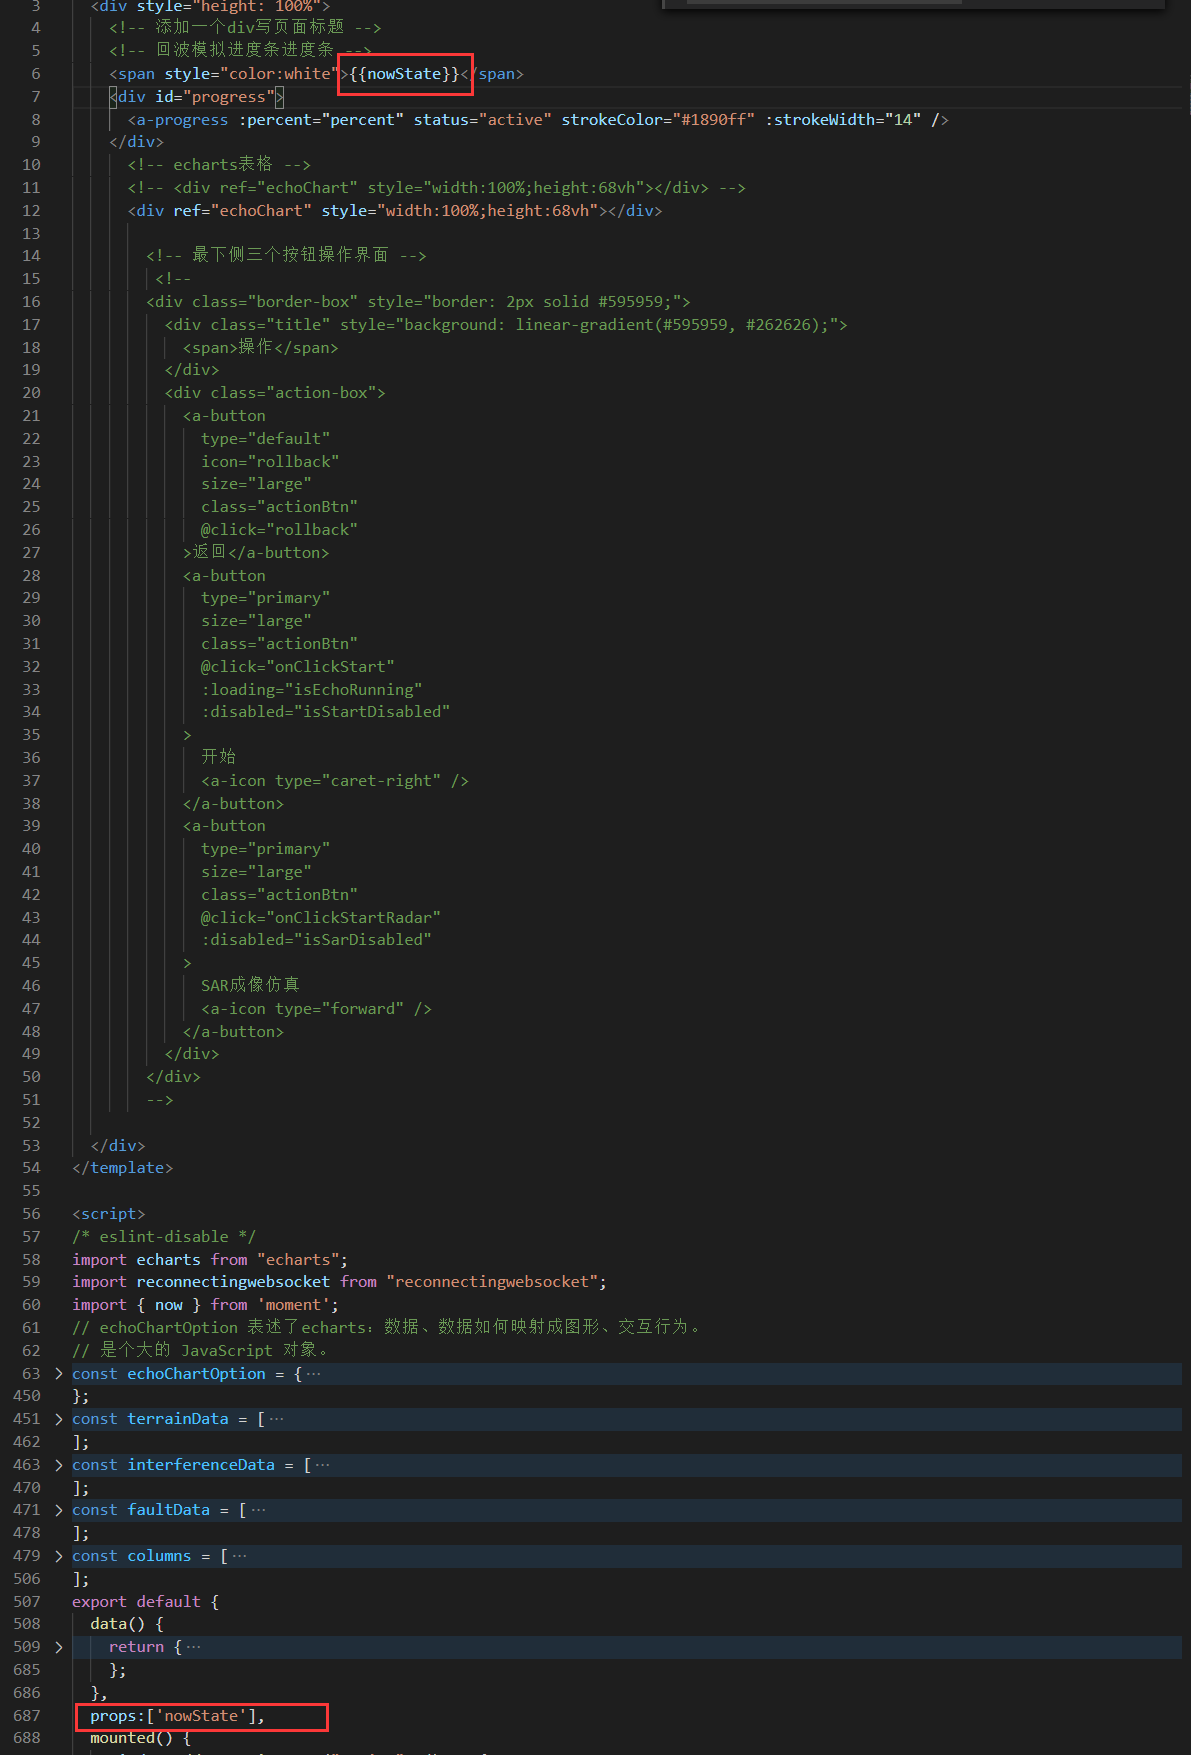 3 <div style="height: 100%">
4 <!-- 添加一个div写页面标题 -->
5 <!-- 回波模拟进度条进度条 -->
6 <span style="color:white">{{nowState}}</span>
7 <div id="progress">
8 <a-progress :percent="percent" status="active" strokeColor="#1890ff" :strokeWidth="14" />
9 </div>
10 <!-- echarts表格 -->
11 <!-- <div ref="echoChart" style="width:100%;height:68vh"></div> -->
12 <div ref="echoChart" style="width:100%;height:68vh"></div>
13
14 <!-- 最下侧三个按钮操作界面 -->
15 <!--
16 <div class="border-box" style="border: 2px solid #595959;">
17 <div class="title" style="background: linear-gradient(#595959, #262626);">
18 <span>操作</span>
19 </div>
20 <div class="action-box">
21 <a-button
22 type="default"
23 icon="rollback"
24 size="large"
25 class="actionBtn"
26 @click="rollback"
27 >返回</a-button>
28 <a-button
29 type="primary"
30 size="large"
31 class="actionBtn"
32 @click="onClickStart"
33 :loading="isEchoRunning"
34 :disabled="isStartDisabled"
35 >
36 开始
37 <a-icon type="caret-right" />
38 </a-button>
39 <a-button
40 type="primary"
41 size="large"
42 class="actionBtn"
43 @click="onClickStartRadar"
44 :disabled="isSarDisabled"
45 >
46 SAR成像仿真
47 <a-icon type="forward" />
48 </a-button>
49 </div>
50 </div>
51 -->
52
53 </div>
54 </template>
55
56 <script>
57 /* eslint-disable */
58 import echarts from "echarts";
59 import reconnectingwebsocket from "reconnectingwebsocket";
60 import { now } from 'moment';
61 // echoChartOption 表述了echarts：数据、数据如何映射成图形、交互行为。
62 // 是个大的 JavaScript 对象。
63 > const echoChartOption = {···
450 };
451 > const terrainData = [···
462 ];
463 > const interferenceData = [···
470 ];
471 > const faultData = [···
478 ];
479 > const columns = [···
506 ];
507 export default {
508 data() {
509 > return {···
685 };
686 },
687 props:['nowState'],
688 mounted() {